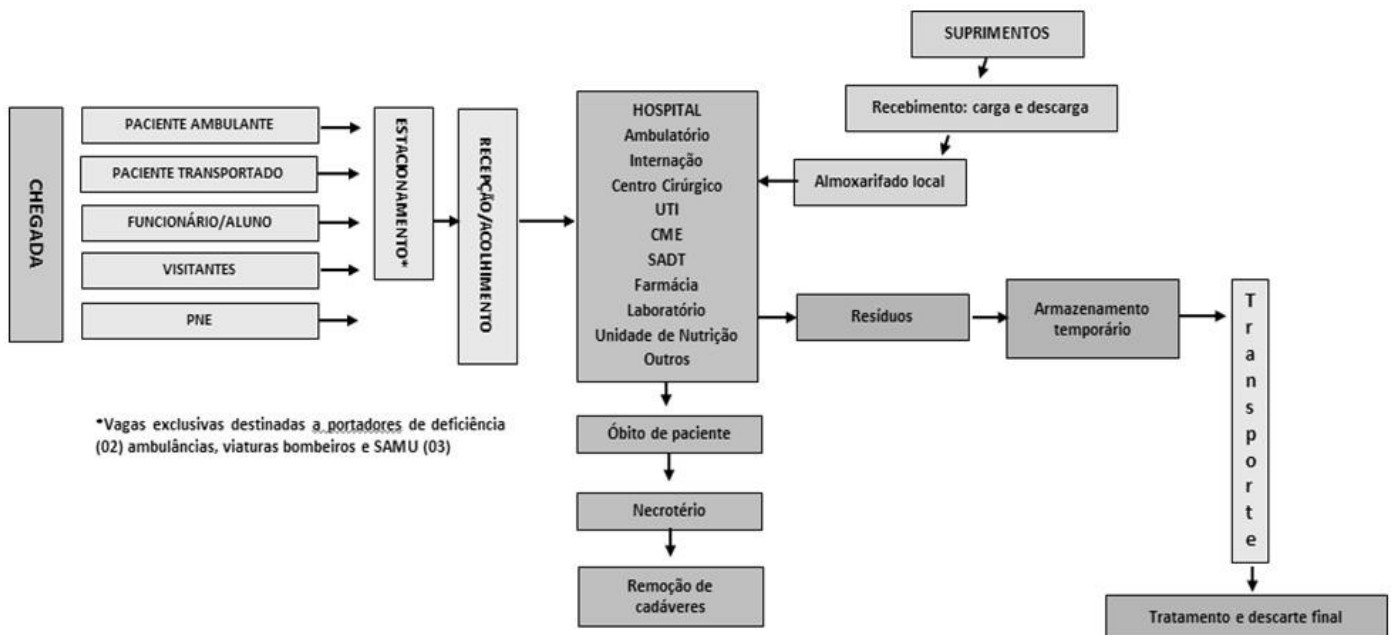 CHEGADA
PACIENTE AMBULANTE
PACIENTE TRANSPORTADO
FUNCIONÁRIO/ALUNO
VISITANTES
PNE
ESTACIONAMENTO*
RECEPÇÃO/ACOLHIMENTO
HOSPITAL
Ambulatório
Internação
Centro Cirúrgico
UTI
CME
SADT
Farmácia
Laboratório
Unidade de Nutrição
Outros
SUPRIMENTOS
Recebimento: carga e descarga
Almoxarifado local
Resíduos
Armazenamento
temporário
Transporte
Tratamento e descarte final
Óbito de paciente
Necrotério
Remoção de
cadáveres
*Vagas exclusivas destinadas a portadores de deficiência
(02) ambulâncias, viaturas bombeiros e SAMU (03)